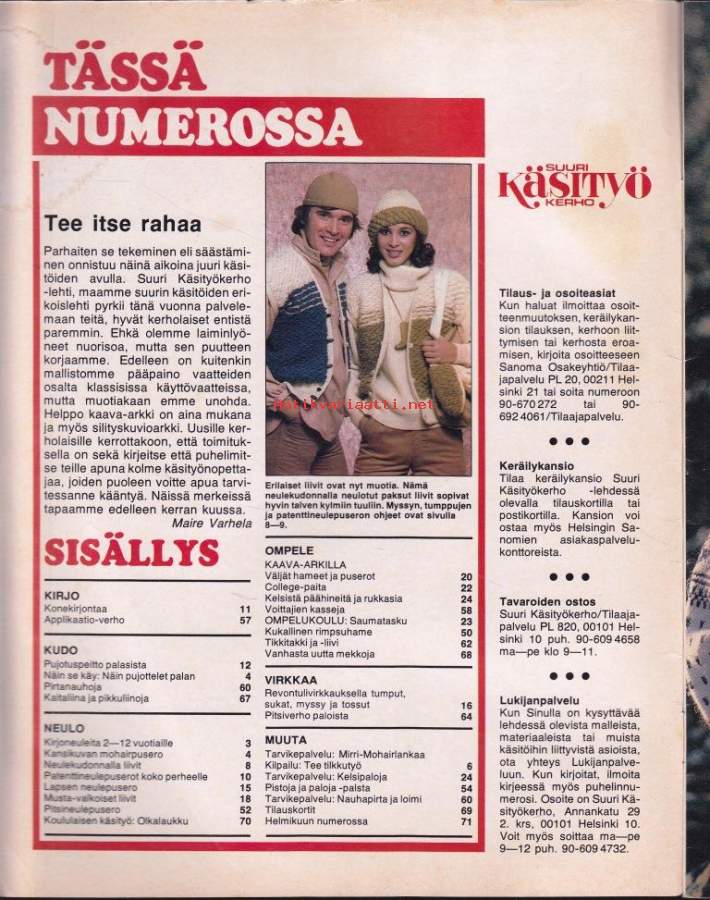 TÄSSÄ
NUMEROSSA
Tee itse rahaa
Parhaiten se tekeminen eli säästämi-
nen onnistuu näinä aikoina juuri käsi-
töiden avulla. Suuri Käsityökerho
-lehti, maamme suurin käsitöiden eri-
koislehti pyrkii tänä vuonna palvele-
maan teitä, hyvät kerholaiset entistä
paremmin. Ehkä olemme laiminlyö-
neet nuorisoa, mutta sen puutteen
korjaamme. Edelleen on kuitenkin
mallistomme pääpaino vaatteiden
osalta klassisissa käyttövaatteissa,
mutta muotiakaan emme unohda.
Helppo kaava-arkki on aina mukana
ja myös silityskuvioarkki. Uusille ker-
holaisille kerrottakoon, että toimituk-
sella on sekä kirjeitse että puhelimit-
se teille apuna kolme käsityönopetta-
jaa, joiden puoleen voitte apua tarvi-
tessanne kääntyä. Näissä merkeissä
tapaamme edelleen kerran kuussa.
Maire Varhela
Antikvariaatti.net
Erilaiset liivit ovat nyt muotia. Nämä
neulekudonnalla neulotut paksut liivit sopivat
hyvin talven kylmiin tuuliin. Myssyn, tumppujen
ja patenttineulepuseron ohjeet ovat sivulla
8—9.
SISÄLLYS
KIRJO
Konekirjontaa 11
Applikaatio-verho 57
KUDO
Pujotuspeitto palasista 12
Näin se käy: Näin pujottelet palan 4
Pirtanauhoja 60
Kaitaliina ja pikkuliinoja 67
NEULO
Kirjoneuleita 2—12 vuotiaille 3
Kansikuvan mohairpusero 4
Neulekudonnalla liivit 8
Patenttineulepuserot koko perheelle 10
Lapsen neulepusero 15
Musta-valkoiset liivit 18
Pitsineulepusero 52
Koululaisen käsityö: Olkalaukku 70
OMPELE
KAAVA-ARKILLA
Väljät hameet ja puserot 20
College-paita 22
Kelsistä päähineitä ja rukkasia 24
Voittajien kasseja 58
OMPELUKOULU: Saumatasku 23
Kukallinen rimpsuhame 50
Tikkitakki ja -liivi 62
Vanhasta uutta mekkoja 68
VIRKKAA
Revontulivirkkauksella tumput,
sukat, myssy ja tossut 16
Pitsiverho paloista 64
MUUTA
Tarvikepalvelu: Mirri-Mohairlankaa
Kilpailu: Tee tilkkutyö 6
Tarvikepalvelu: Kelsipaloja 24
Pistoja ja paloja -palsta 54
Tarvikepalvelu: Nauhapirta ja loimi 60
Tilauskortit 69
Helmikuun numerossa 71
SUURI
KÄSITYÖ
KERHO
Tilaus- ja osoiteasiat
Kun haluat ilmoittaa osoit-
teenmuutoksen, keräilykan-
sion tilauksen, kerhoon liit-
tymisen tai kerhosta eroa-
misen, kirjoita osoitteeseen
Sanoma Osakeyhtiö/Tilaa-
japalvelu PL 20, 00211 Hel-
sinki 21 tai soita numeroon
90-670 272 tai 90-
692 4061/Tilaajapalvelu.
● ● ●
Keräilykansio
Tilaa keräilykansio Suuri
Käsityökerho -lehdessä
olevalla tilauskortilla tai
postikortilla. Kansion voi
ostaa myös Helsingin Sa-
nomien asiakaspalvelu-
konttoreista.
● ● ●
Tavaroiden ostos
Suuri Käsityökerho/Tilaaja-
palvelu PL 820, 00101 Hel-
sinki 10 puh. 90-609 4658
ma—pe klo 9—11.
● ● ●
Lukijanpalvelu
Kun Sinulla on kysyttävää
lehdessä olevista malleista,
materiaaleista tai muista
käsitöihin liittyvistä asioista,
ota yhteys Lukijanpalve-
luun. Kun kirjoitat, ilmoita
kirjeessä myös puhelinnu-
merosi. Osoite on Suuri Kä-
sityökerho, Annankatu 29
2. krs, 00101 Helsinki 10.
Voit myös soittaa ma—pe
9—12 puh. 90-609 4732.